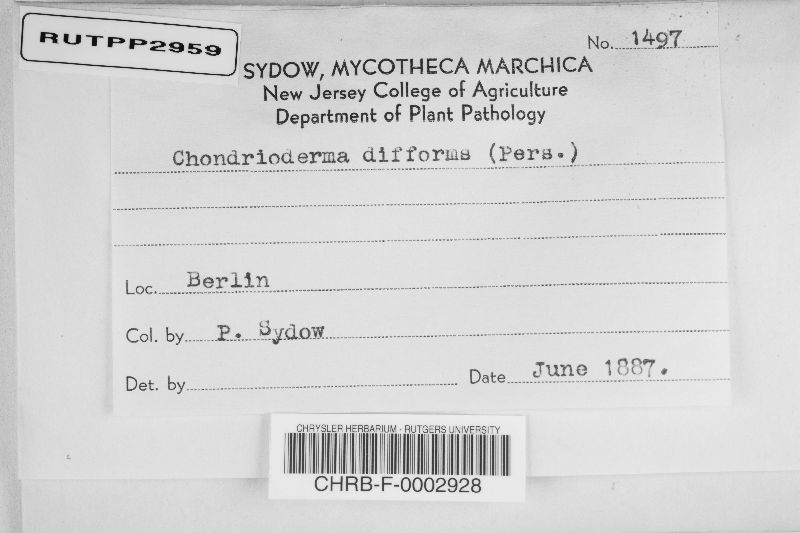 RUTPP2959
No. 1497
SYDOW, MYCOTHECA MARCHICA
New Jersey College of Agriculture
Department of Plant Pathology
Chondrioderma difforms (Pers.)
Loc. Berlin
Col. by P. Sydow
Det. by
Date June 1887.
CHRYSLER HERBARIUM - RUTGERS UNIVERSITY
CHRB-F-0002928